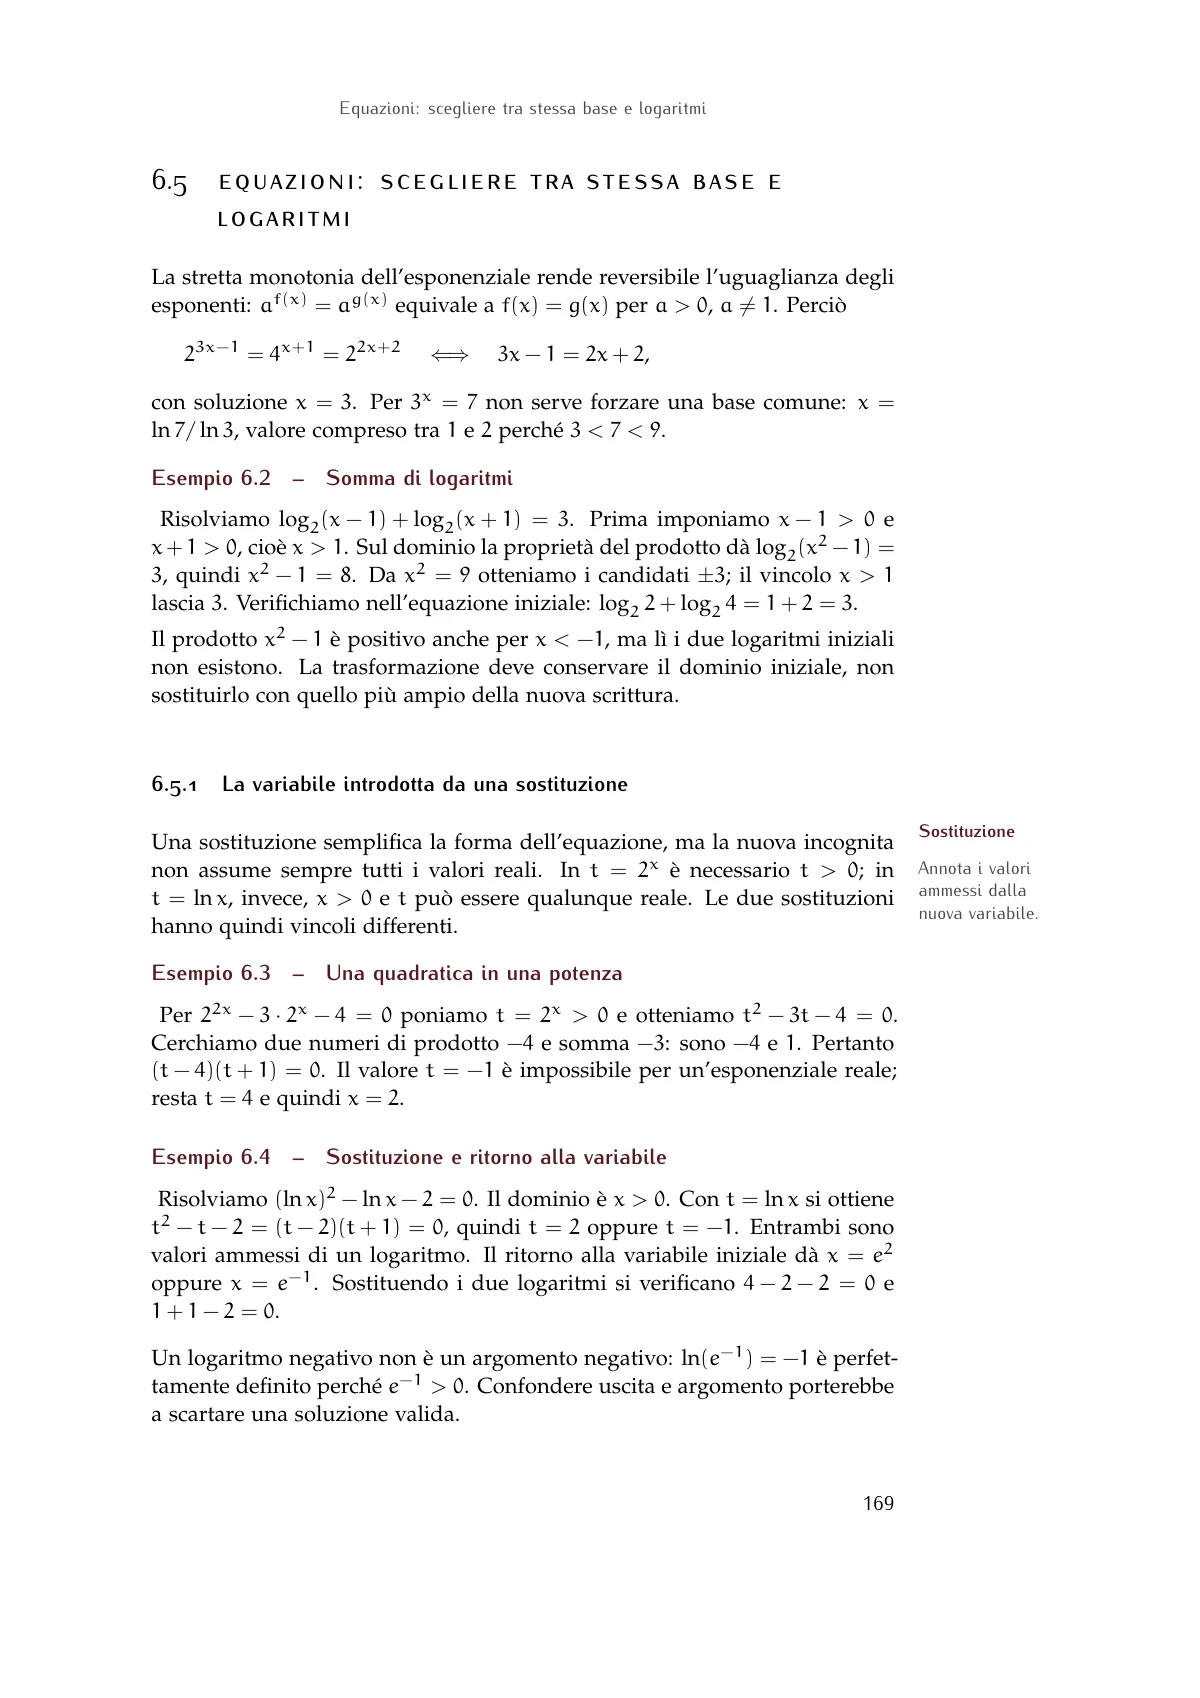 Equazioni: scegliere tra stessa base e logaritmi
6.5 EQUAZIONI: SCEGLIERE TRA STESSA BASE E
LOGARITMI
La stretta monotonia dell'esponenziale rende reversibile l'uguaglianza degli
esponenti: a^{f(x)} = a^{g(x)} equivale a f(x) = g(x) per a > 0, a ≠ 1. Perciò
2^{3x−1} = 4^{x+1} = 2^{2x+2} ⟺ 3x − 1 = 2x + 2,
con soluzione x = 3. Per 3^x = 7 non serve forzare una base comune: x =
ln 7/ ln 3, valore compreso tra 1 e 2 perché 3 < 7 < 9.
Esempio 6.2 – Somma di logaritmi
Risolviamo log₂(x − 1) + log₂(x + 1) = 3. Prima imponiamo x − 1 > 0 e
x + 1 > 0, cioè x > 1. Sul dominio la proprietà del prodotto dà log₂(x² − 1) =
3, quindi x² − 1 = 8. Da x² = 9 otteniamo i candidati ±3; il vincolo x > 1
lascia 3. Verifichiamo nell'equazione iniziale: log₂ 2 + log₂ 4 = 1 + 2 = 3.
Il prodotto x² − 1 è positivo anche per x < −1, ma lì i due logaritmi iniziali
non esistono. La trasformazione deve conservare il dominio iniziale, non
sostituirlo con quello più ampio della nuova scrittura.
6.5.1 La variabile introdotta da una sostituzione
Una sostituzione semplifica la forma dell'equazione, ma la nuova incognita
non assume sempre tutti i valori reali. In t = 2^x è necessario t > 0; in
t = ln x, invece, x > 0 e t può essere qualunque reale. Le due sostituzioni
hanno quindi vincoli differenti.
Sostituzione
Annota i valori
ammessi dalla
nuova variabile.
Esempio 6.3 – Una quadratica in una potenza
Per 2^{2x} − 3 · 2^x − 4 = 0 poniamo t = 2^x > 0 e otteniamo t² − 3t − 4 = 0.
Cerchiamo due numeri di prodotto −4 e somma −3: sono −4 e 1. Pertanto
(t − 4)(t + 1) = 0. Il valore t = −1 è impossibile per un'esponenziale reale;
resta t = 4 e quindi x = 2.
Esempio 6.4 – Sostituzione e ritorno alla variabile
Risolviamo (ln x)² − ln x − 2 = 0. Il dominio è x > 0. Con t = ln x si ottiene
t² − t − 2 = (t − 2)(t + 1) = 0, quindi t = 2 oppure t = −1. Entrambi sono
valori ammessi di un logaritmo. Il ritorno alla variabile iniziale dà x = e²
oppure x = e^{−1}. Sostituendo i due logaritmi si verificano 4 − 2 − 2 = 0 e
1 + 1 − 2 = 0.
Un logaritmo negativo non è un argomento negativo: ln(e^{−1}) = −1 è perfet-
tamente definito perché e^{−1} > 0. Confondere uscita e argomento porterebbe
a scartare una soluzione valida.
169